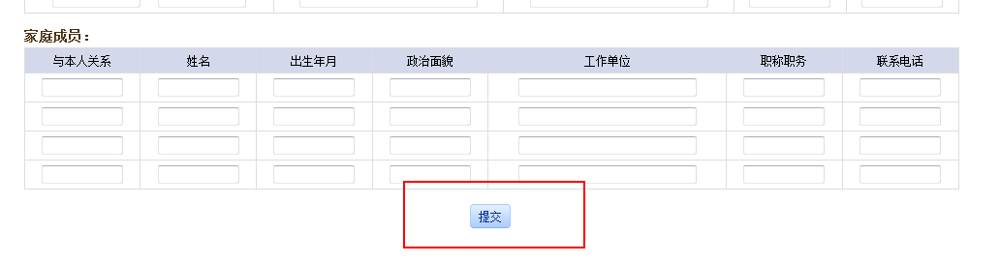 家庭成员：
与本人关系 姓名 出生年月 政治面貌 工作单位 职称职务 联系电话
提交